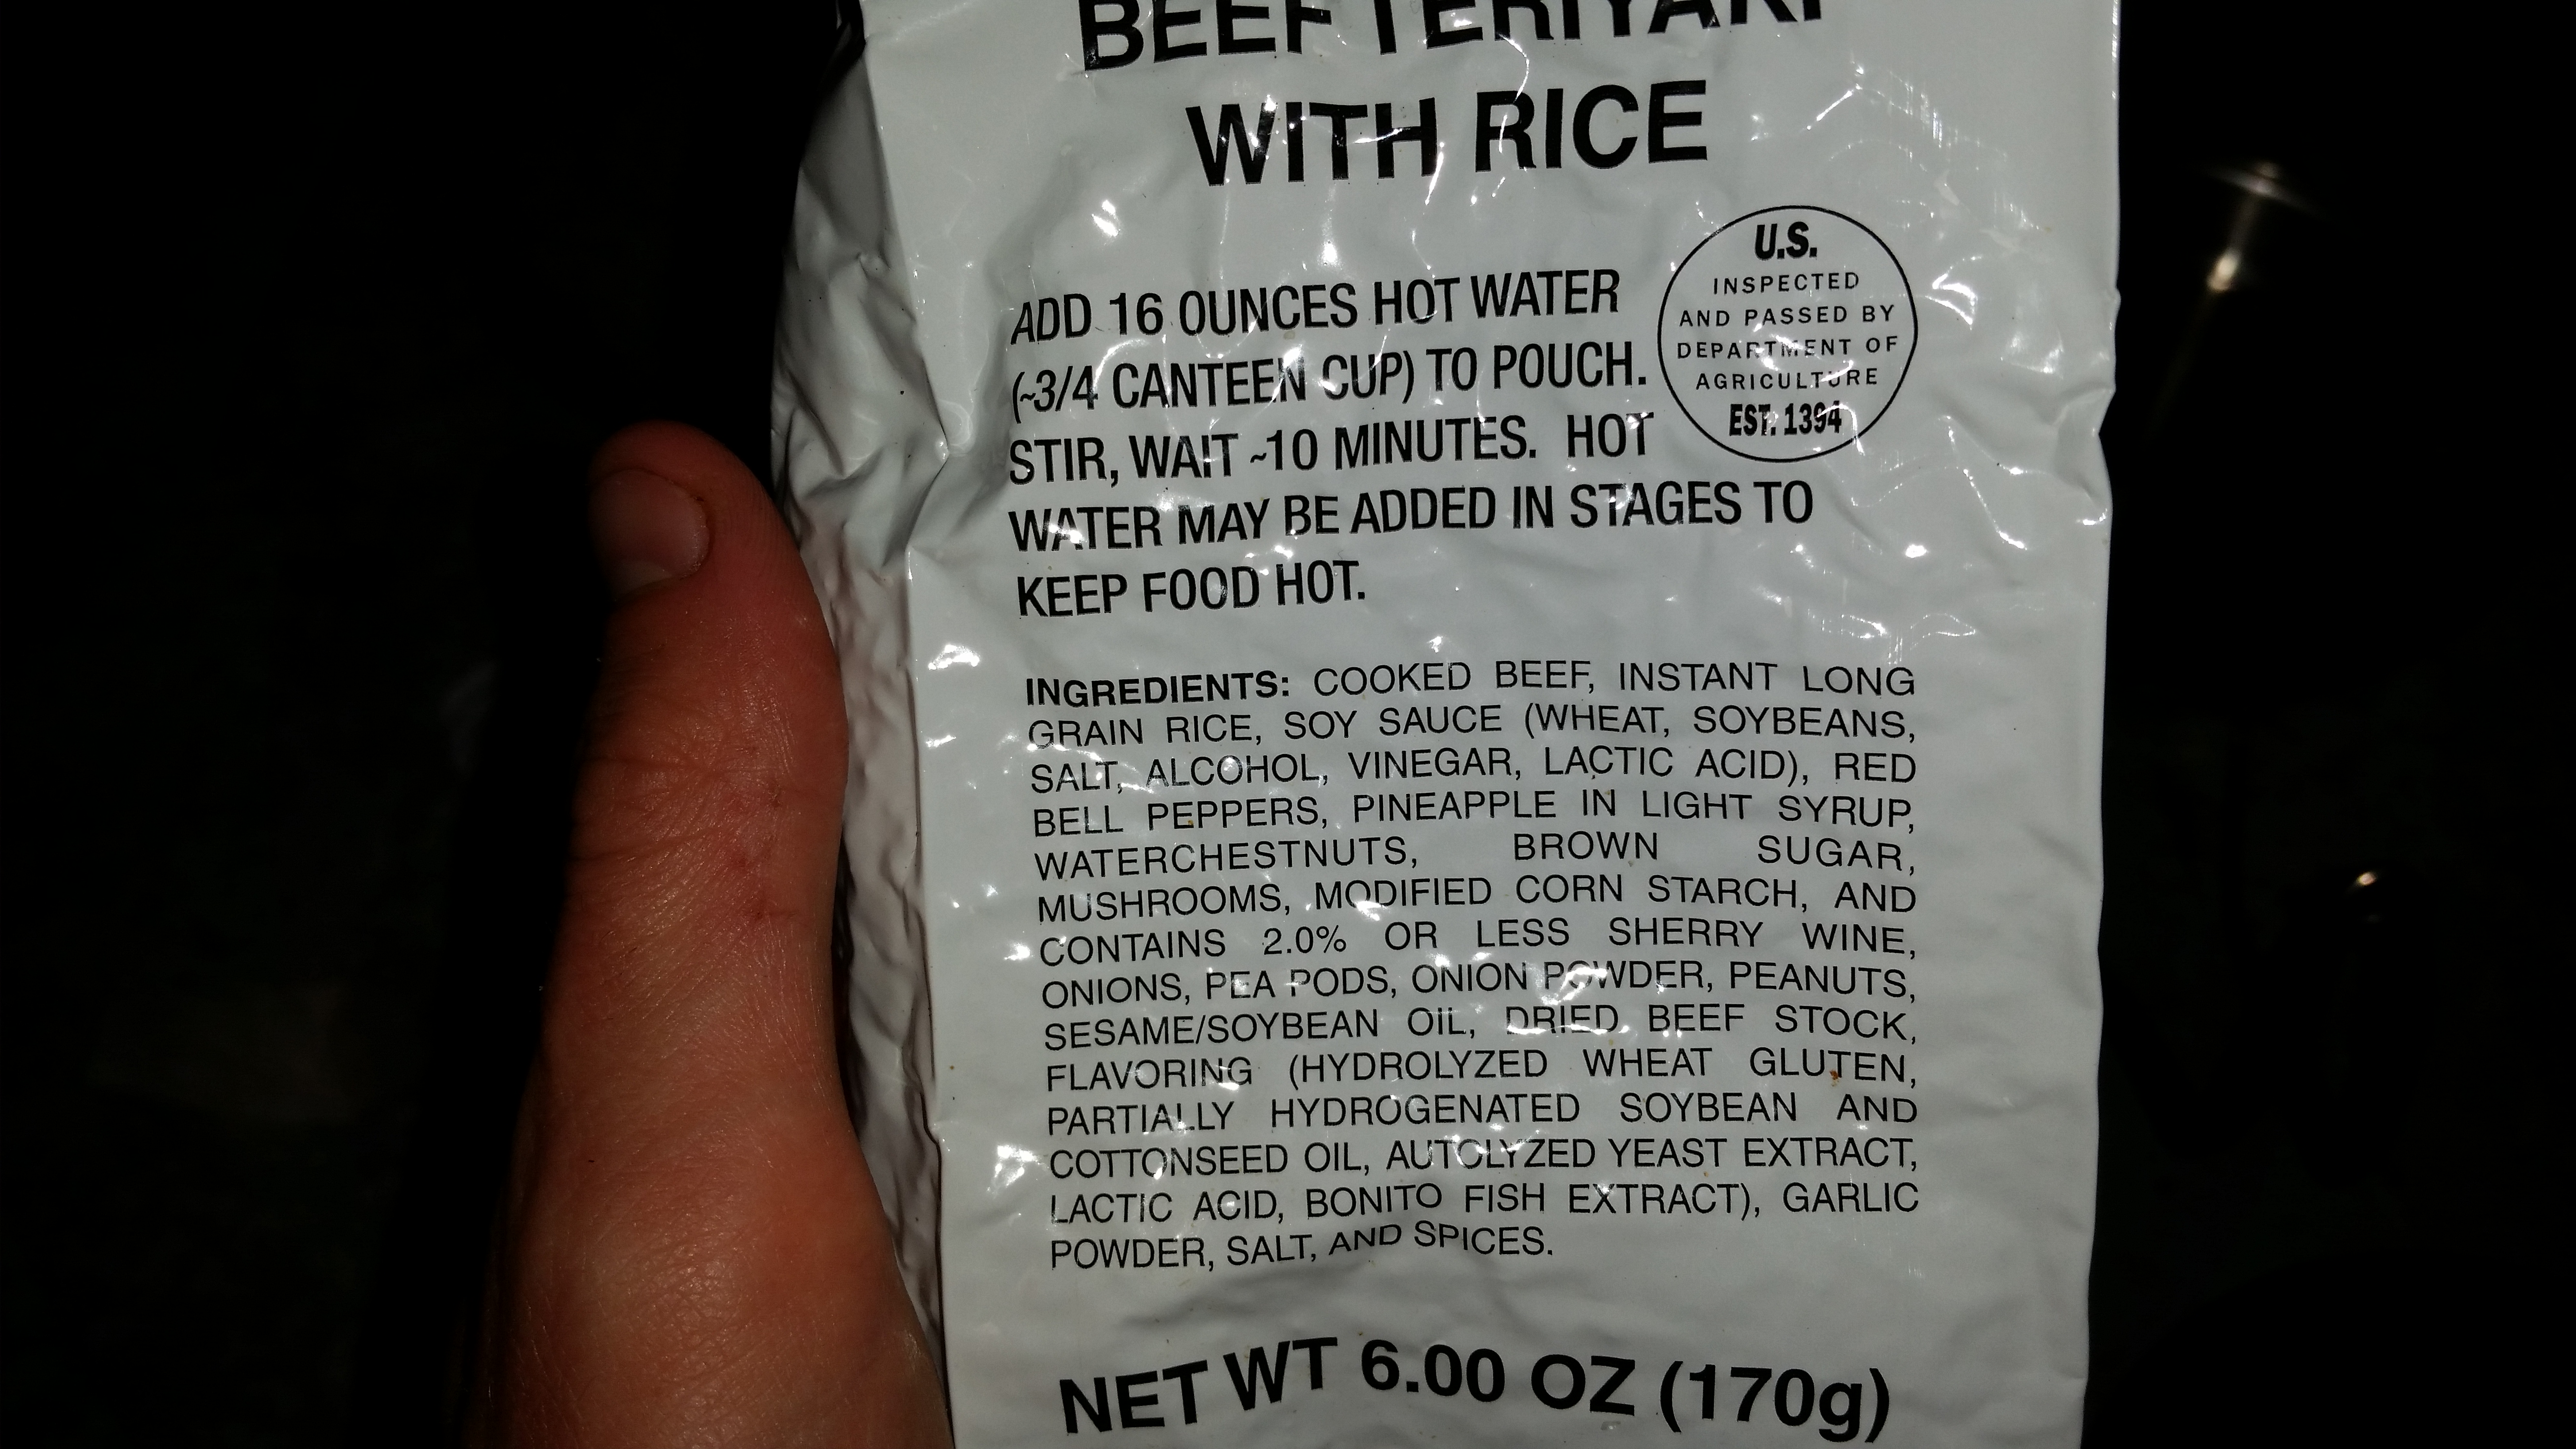 BEEF TERIYAKI
WITH RICE
ADD 16 OUNCES HOT WATER
(~3/4 CANTEEN CUP) TO POUCH.
STIR, WAIT ~10 MINUTES. HOT
WATER MAY BE ADDED IN STAGES TO
KEEP FOOD HOT.
U.S.
INSPECTED
AND PASSED BY
DEPARTMENT OF
AGRICULTURE
EST. 1394
INGREDIENTS: COOKED BEEF, INSTANT LONG
GRAIN RICE, SOY SAUCE (WHEAT, SOYBEANS,
SALT, ALCOHOL, VINEGAR, LACTIC ACID), RED
BELL PEPPERS, PINEAPPLE IN LIGHT SYRUP,
WATERCHESTNUTS, BROWN SUGAR,
MUSHROOMS, MODIFIED CORN STARCH, AND
CONTAINS 2.0% OR LESS SHERRY WINE,
ONIONS, PEA PODS, ONION POWDER, PEANUTS,
SESAME/SOYBEAN OIL, DRIED BEEF STOCK,
FLAVORING (HYDROLYZED WHEAT GLUTEN,
PARTIALLY HYDROGENATED SOYBEAN AND
COTTONSEED OIL, AUTOLYZED YEAST EXTRACT,
LACTIC ACID, BONITO FISH EXTRACT), GARLIC
POWDER, SALT, AND SPICES.
NET WT 6.00 OZ (170g)